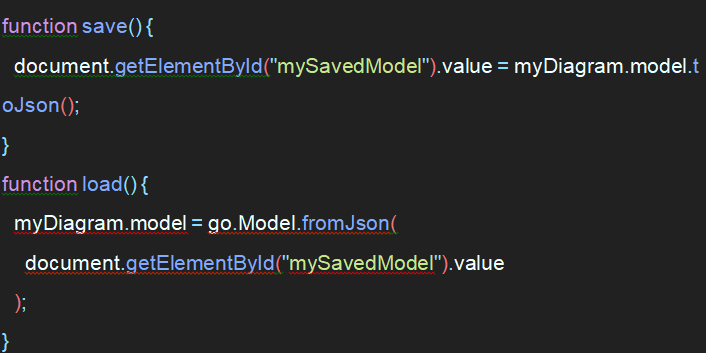 function save() {
document.getElementById("mySavedModel").value = myDiagram.model.t
oJson();
}
function load() {
myDiagram.model = go.Model.fromJson(
document.getElementById("mySavedModel").value
);
}